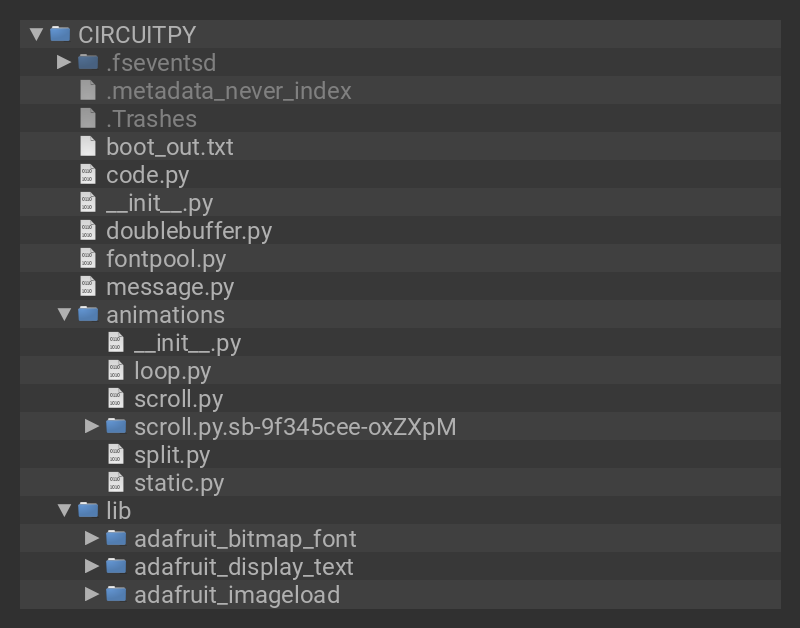 CIRCUITPY
.fseventsd
.metadata_never_index
.Trashes
boot_out.txt
code.py
__init__.py
doublebuffer.py
fontpool.py
message.py
animations
__init__.py
loop.py
scroll.py
scroll.py.sb-9f345cee-oxZXpM
split.py
static.py
lib
adafruit_bitmap_font
adafruit_display_text
adafruit_imageload